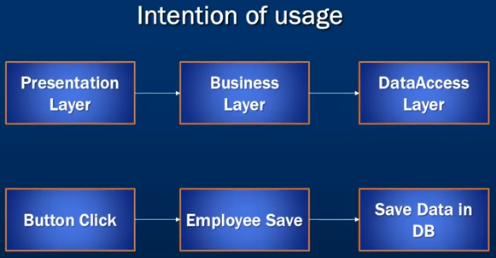 Intention of usage
Presentation
Layer
Business
Layer
DataAccess
Layer
Button Click
Employee Save
Save Data in
DB